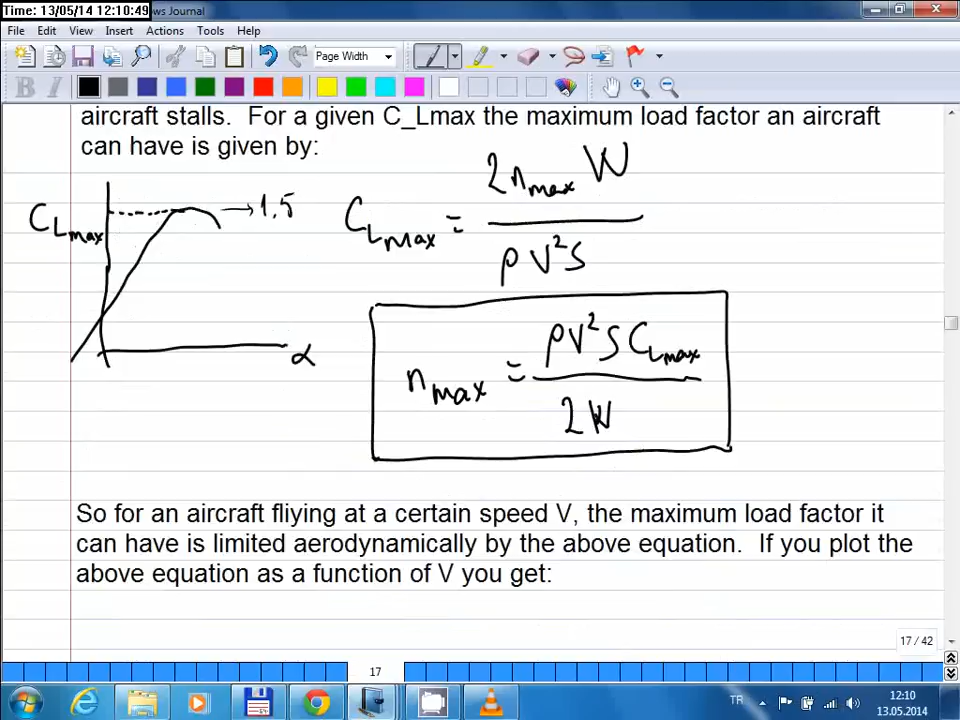 Time: 13/05/14 12:10:49
ows Journal
File Edit View Insert Actions Tools Help
Page Width
B I
aircraft stalls. For a given C_Lmax the maximum load factor an aircraft
can have is given by:
C_Lmax
→ 1.5
α
C_Lmax = 2 n_max W / ρ V² S
n_max = ρ V² S C_Lmax / 2 W
So for an aircraft fliying at a certain speed V, the maximum load factor it
can have is limited aerodynamically by the above equation. If you plot the
above equation as a function of V you get:
17 / 42
17
TR
12:10
13.05.2014